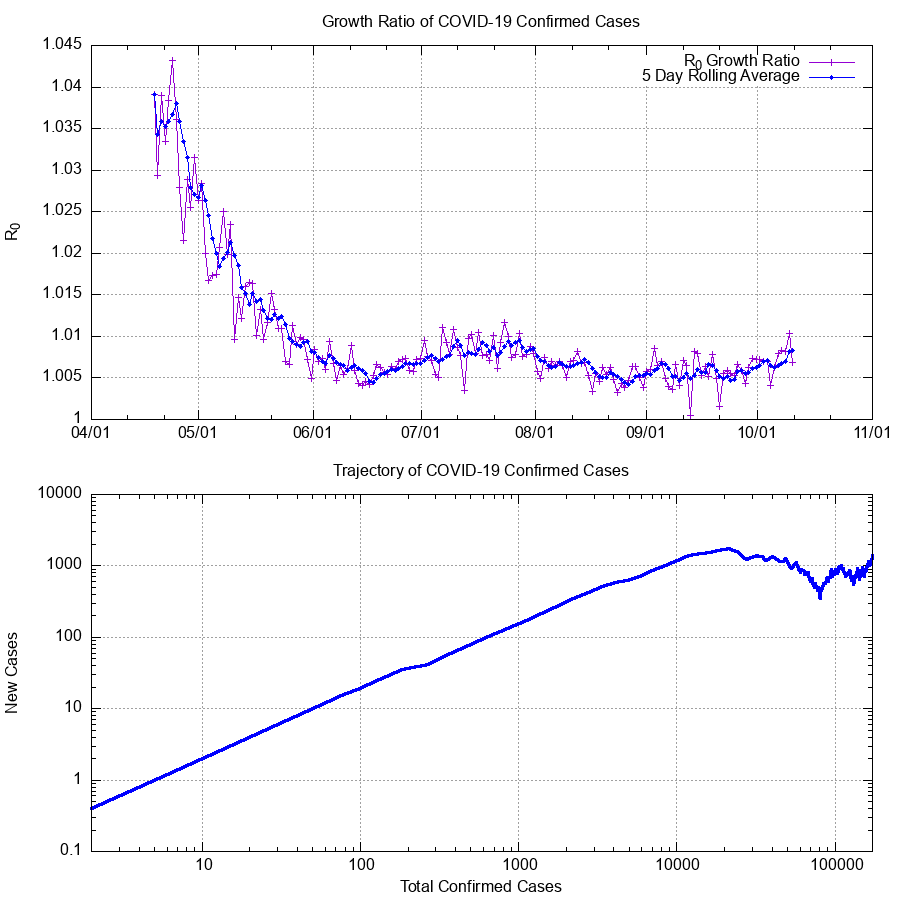 Growth Ratio of COVID-19 Confirmed Cases
1.045
1.04
1.035
1.03
1.025
1.02
1.015
1.01
1.005
1
R0
R0 Growth Ratio
5 Day Rolling Average
04/01 05/01 06/01 07/01 08/01 09/01 10/01 11/01
Trajectory of COVID-19 Confirmed Cases
10000
1000
100
10
1
0.1
New Cases
10 100 1000 10000 100000
Total Confirmed Cases